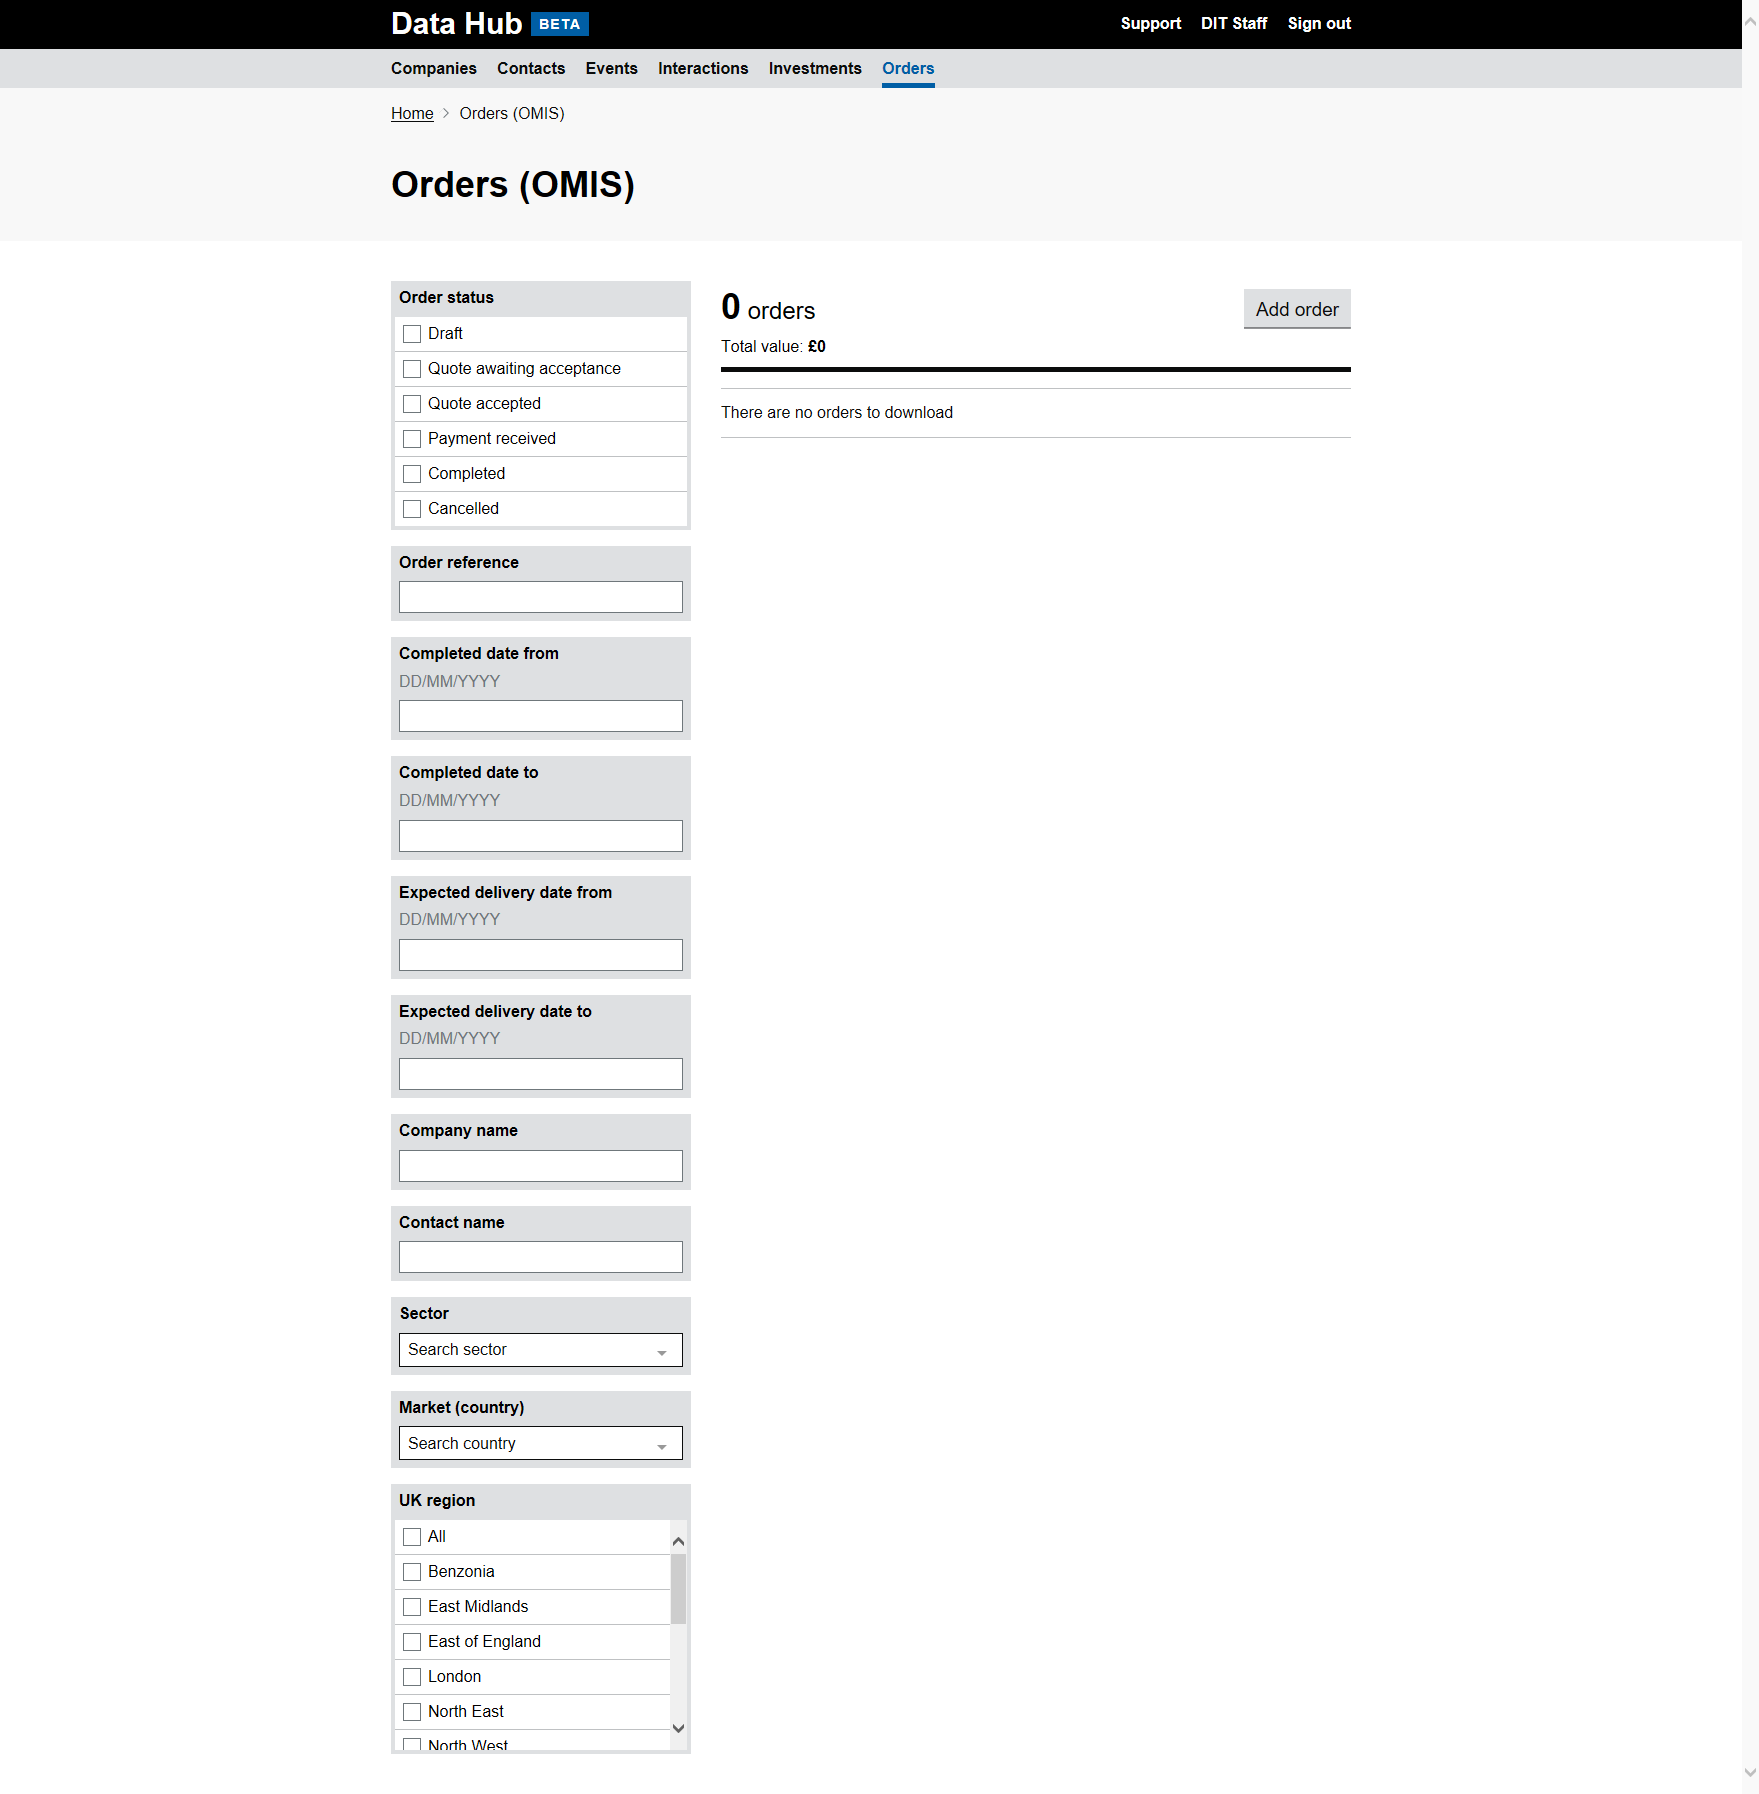 Data Hub BETA
Support DIT Staff Sign out
Companies Contacts Events Interactions Investments Orders
Home Orders (OMIS)
Orders (OMIS)
Order status
Draft
Quote awaiting acceptance
Quote accepted
Payment received
Completed
Cancelled
Order reference
Completed date from
DD/MM/YYYY
Completed date to
DD/MM/YYYY
Expected delivery date from
DD/MM/YYYY
Expected delivery date to
DD/MM/YYYY
Company name
Contact name
Sector
Search sector
Market (country)
Search country
UK region
All
Benzonia
East Midlands
East of England
London
North East
North West
0 orders
Add order
Total value: £0
There are no orders to download